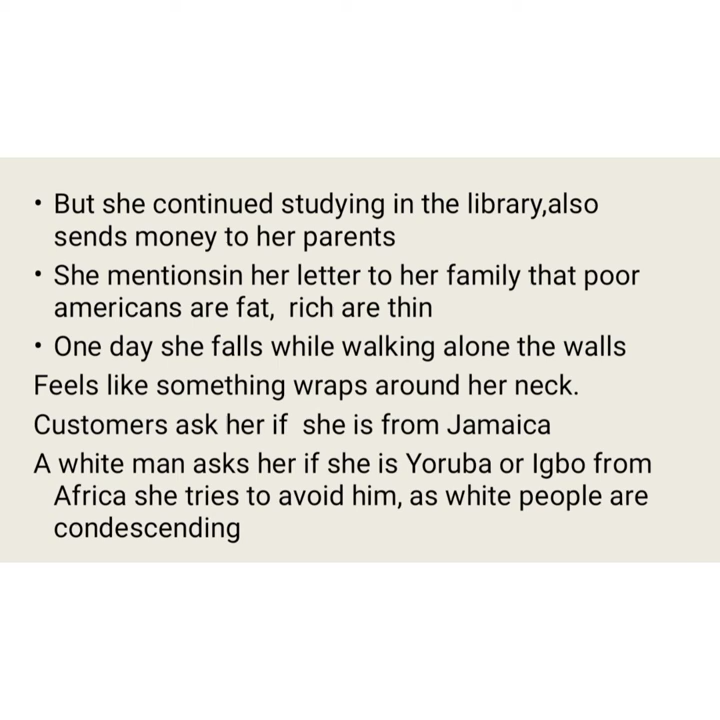 • But she continued studying in the library,also
sends money to her parents
• She mentionsin her letter to her family that poor
americans are fat,  rich are thin
• One day she falls while walking alone the walls
Feels like something wraps around her neck.
Customers ask her if  she is from Jamaica
A white man asks her if she is Yoruba or Igbo from
Africa she tries to avoid him, as white people are
condescending